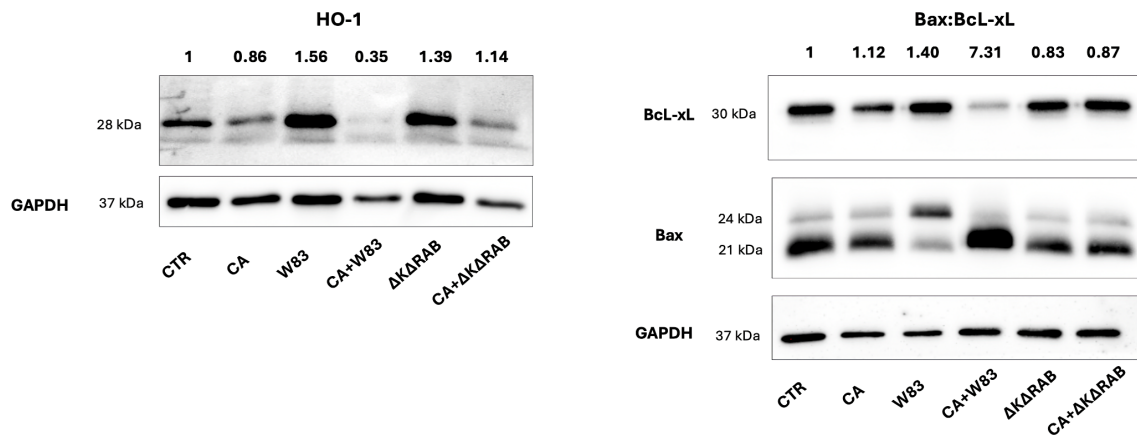 HO-1
1 0.86 1.56 0.35 1.39 1.14
28 kDa
GAPDH 37 kDa
CTR CA W83 CA+W83 ΔKΔRAB CA+ΔKΔRAB
Bax:BcL-xL
1 1.12 1.40 7.31 0.83 0.87
BcL-xL 30 kDa
24 kDa
Bax
21 kDa
GAPDH 37 kDa
CTR CA W83 CA+W83 ΔKΔRAB CA+ΔKΔRAB